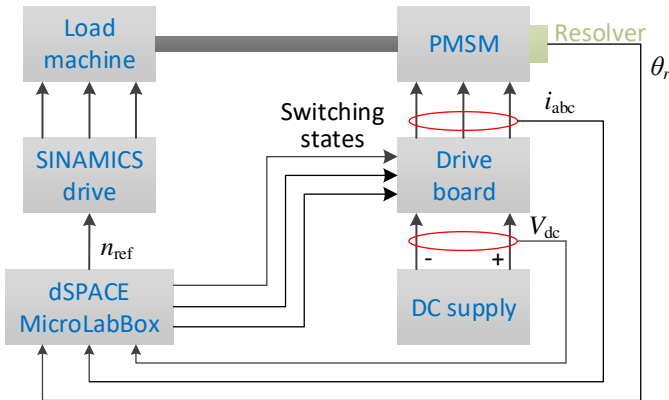 Load
machine
PMSM
Resolver
θr
iabc
Switching
states
SINAMICS
drive
Drive
board
Vdc
nref
- +
dSPACE
MicroLabBox
DC supply